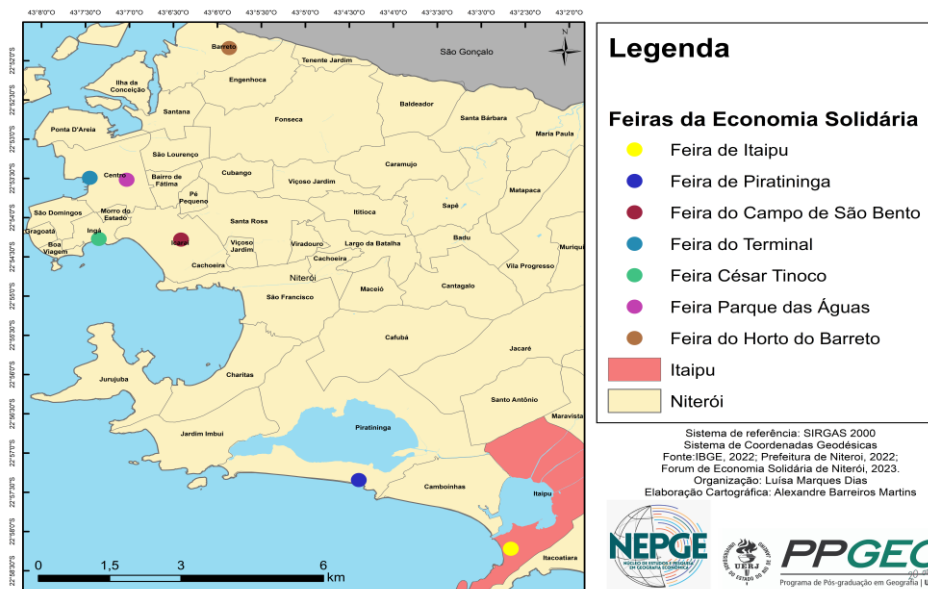 43°8'0"O 43°7'30"O 43°7'0"O 43°6'30"O 43°6'0"O 43°5'30"O 43°5'0"O 43°4'30"O 43°4'0"O 43°3'30"O 43°3'0"O 43°2'30"O 43°2'0"O
N
São Gonçalo
Barreto
Tenente Jardim
Engenhoca
Ilha da
Conceição
Baldeador
Santana
Fonseca
Santa Bárbara
Ponta D'Areia
Maria Paula
São Lourenço
Caramujo
Centro
Bairro de
Fátima
Cubango
Viçoso Jardim
Matapaca
Pé
Pequeno
Sapê
São Domingos
Morro do
Estado
Ititioca
Gragoatá
Ingá
Santa Rosa
Boa
Viagem
Icaraí
Viçoso
Jardim
Viradouro
Largo da Batalha
Badu
Muriqui
Cachoeira
Cachoeira
Vila Progresso
Niterói
Maceió
Cantagalo
São Francisco
Cafubá
Jacaré
Jurujuba
Charitas
Santo Antônio
Maravista
Piratininga
Jardim Imbuí
Camboinhas
Itaipu
Itacoatiara
0 1,5 3 6
km
Legenda
Feiras da Economia Solidária
Feira de Itaipu
Feira de Piratininga
Feira do Campo de São Bento
Feira do Terminal
Feira César Tinoco
Feira Parque das Águas
Feira do Horto do Barreto
Itaipu
Niterói
Sistema de referência: SIRGAS 2000
Sistema de Coordenadas Geodésicas
Fonte:IBGE, 2022; Prefeitura de Niteroi, 2022;
Forum de Economia Solidária de Niterói, 2023.
Organização: Luísa Marques Dias
Elaboração Cartográfica: Alexandre Barreiros Martins
NEPGE
NÚCLEO DE ESTUDOS E PESQUISA
EM GEOGRAFIA ECONÔMICA
UERJ
PPGEO
Programa de Pós-graduação em Geografia | U